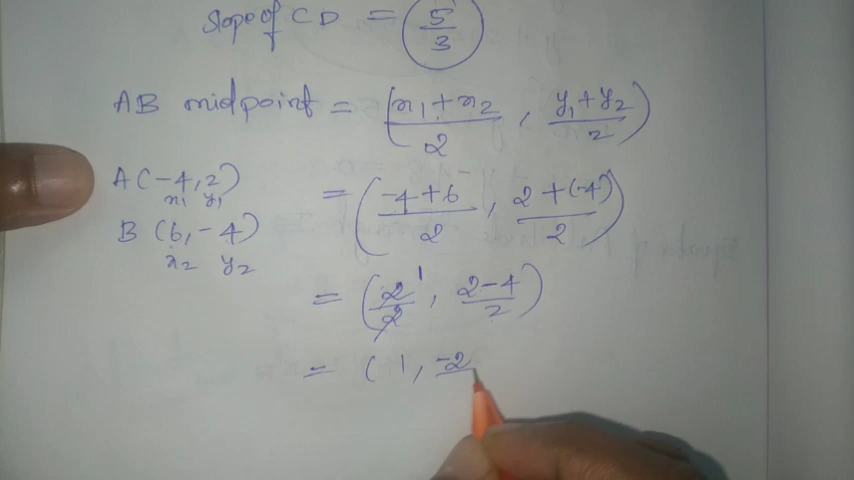 Slope of CD = 5/3
AB midpoint = (x1 + x2 / 2 , y1 + y2 / 2)
A (-4, 2) = (-4 + 6 / 2 , 2 + (-4) / 2)
x1 y1
B (6, -4)
x2 y2
= (2 / 2 1 , 2 - 4 / 2)
= ( 1 , -2